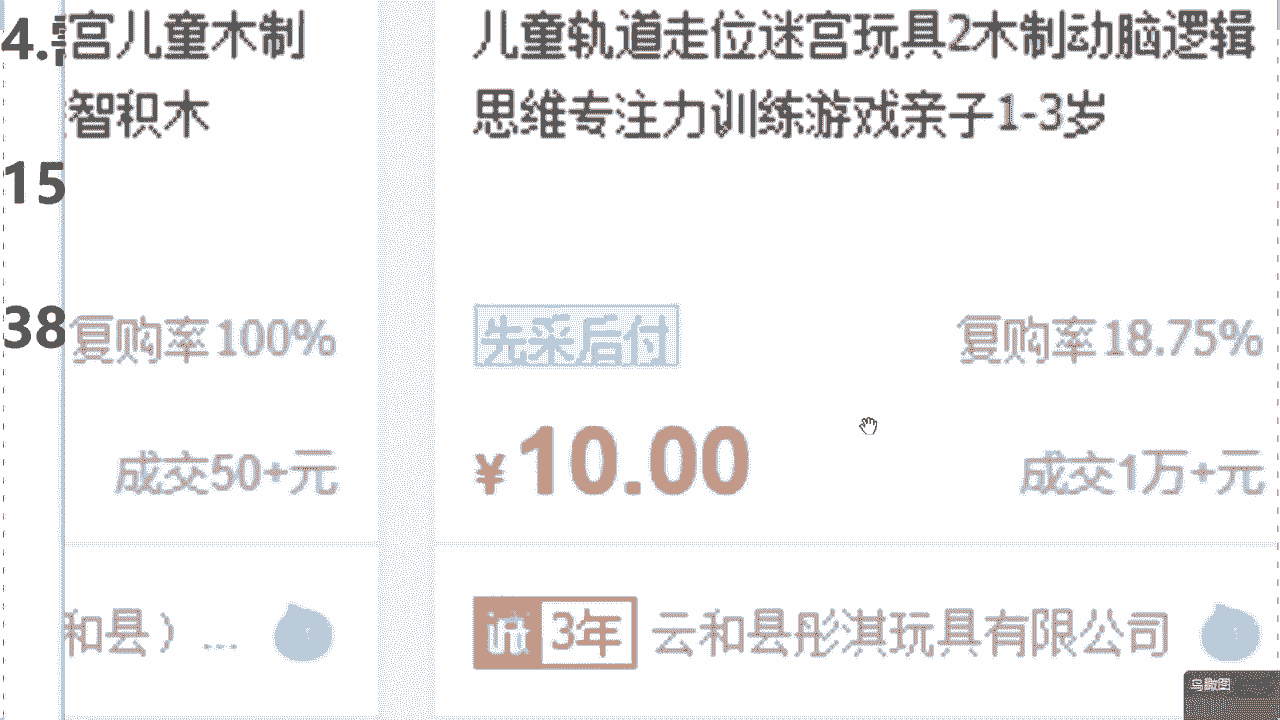 4.
15
38
宫儿童木制
智积木
复购率100%
成交50+元
和县）...
儿童轨道走位迷宫玩具2木制动脑逻辑
思维专注力训练游戏亲子1-3岁
先采后付
复购率18.75%
¥10.00
成交1万+元
诚 3年 云和县彤淇玩具有限公司
鸟瞰图